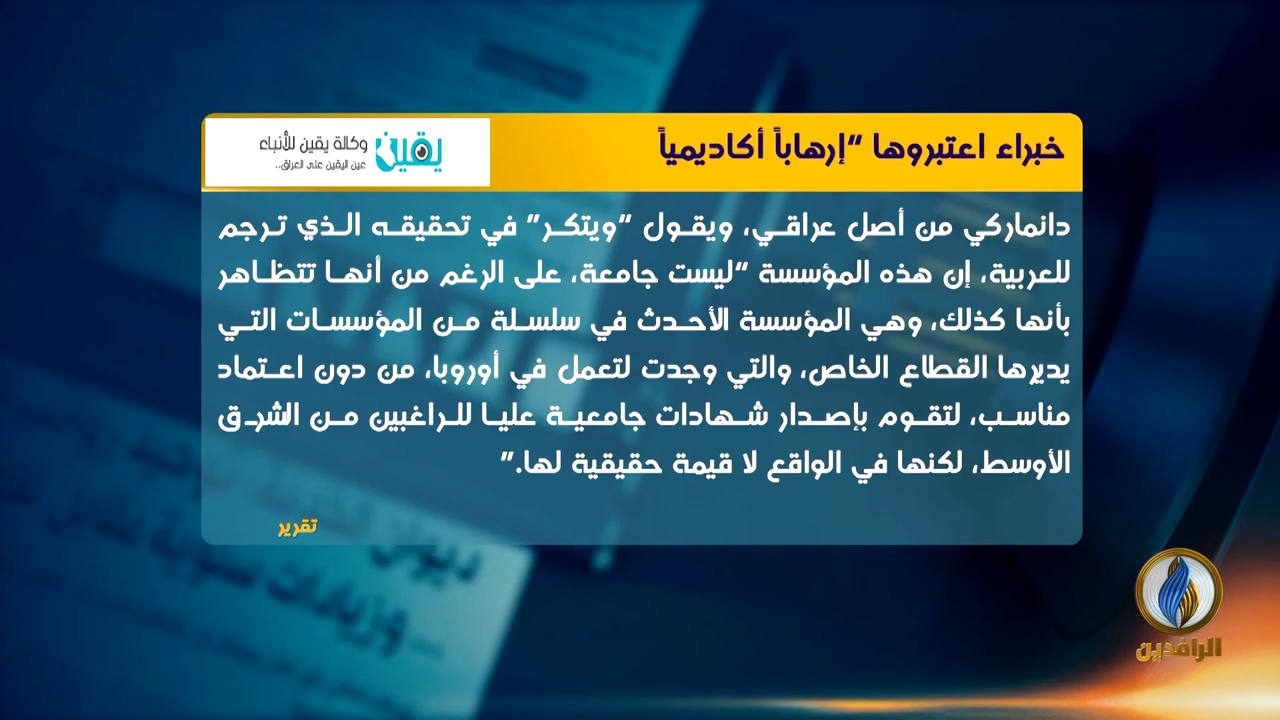 خبراء اعتبروها “إرهاباً أكاديمياً
يقين
وكالة يقين للأنباء
عين اليقين على العراق..
دانماركي من أصل عراقي، ويقول “ويتكر” في تحقيقه الذي ترجم
للعربية، إن هذه المؤسسة “ليست جامعة، على الرغم من أنها تتظاهر
بأنها كذلك، وهي المؤسسة الأحدث في سلسلة من المؤسسات التي
يديرها القطاع الخاص، والتي وجدت لتعمل في أوروبا، من دون اعتماد
مناسب، لتقوم بإصدار شهادات جامعية عليا للراغبين من الشرق
الأوسط، لكنها في الواقع لا قيمة حقيقية لها.”
تقرير
ديوان
... وزيادات سنوية
الرافدين